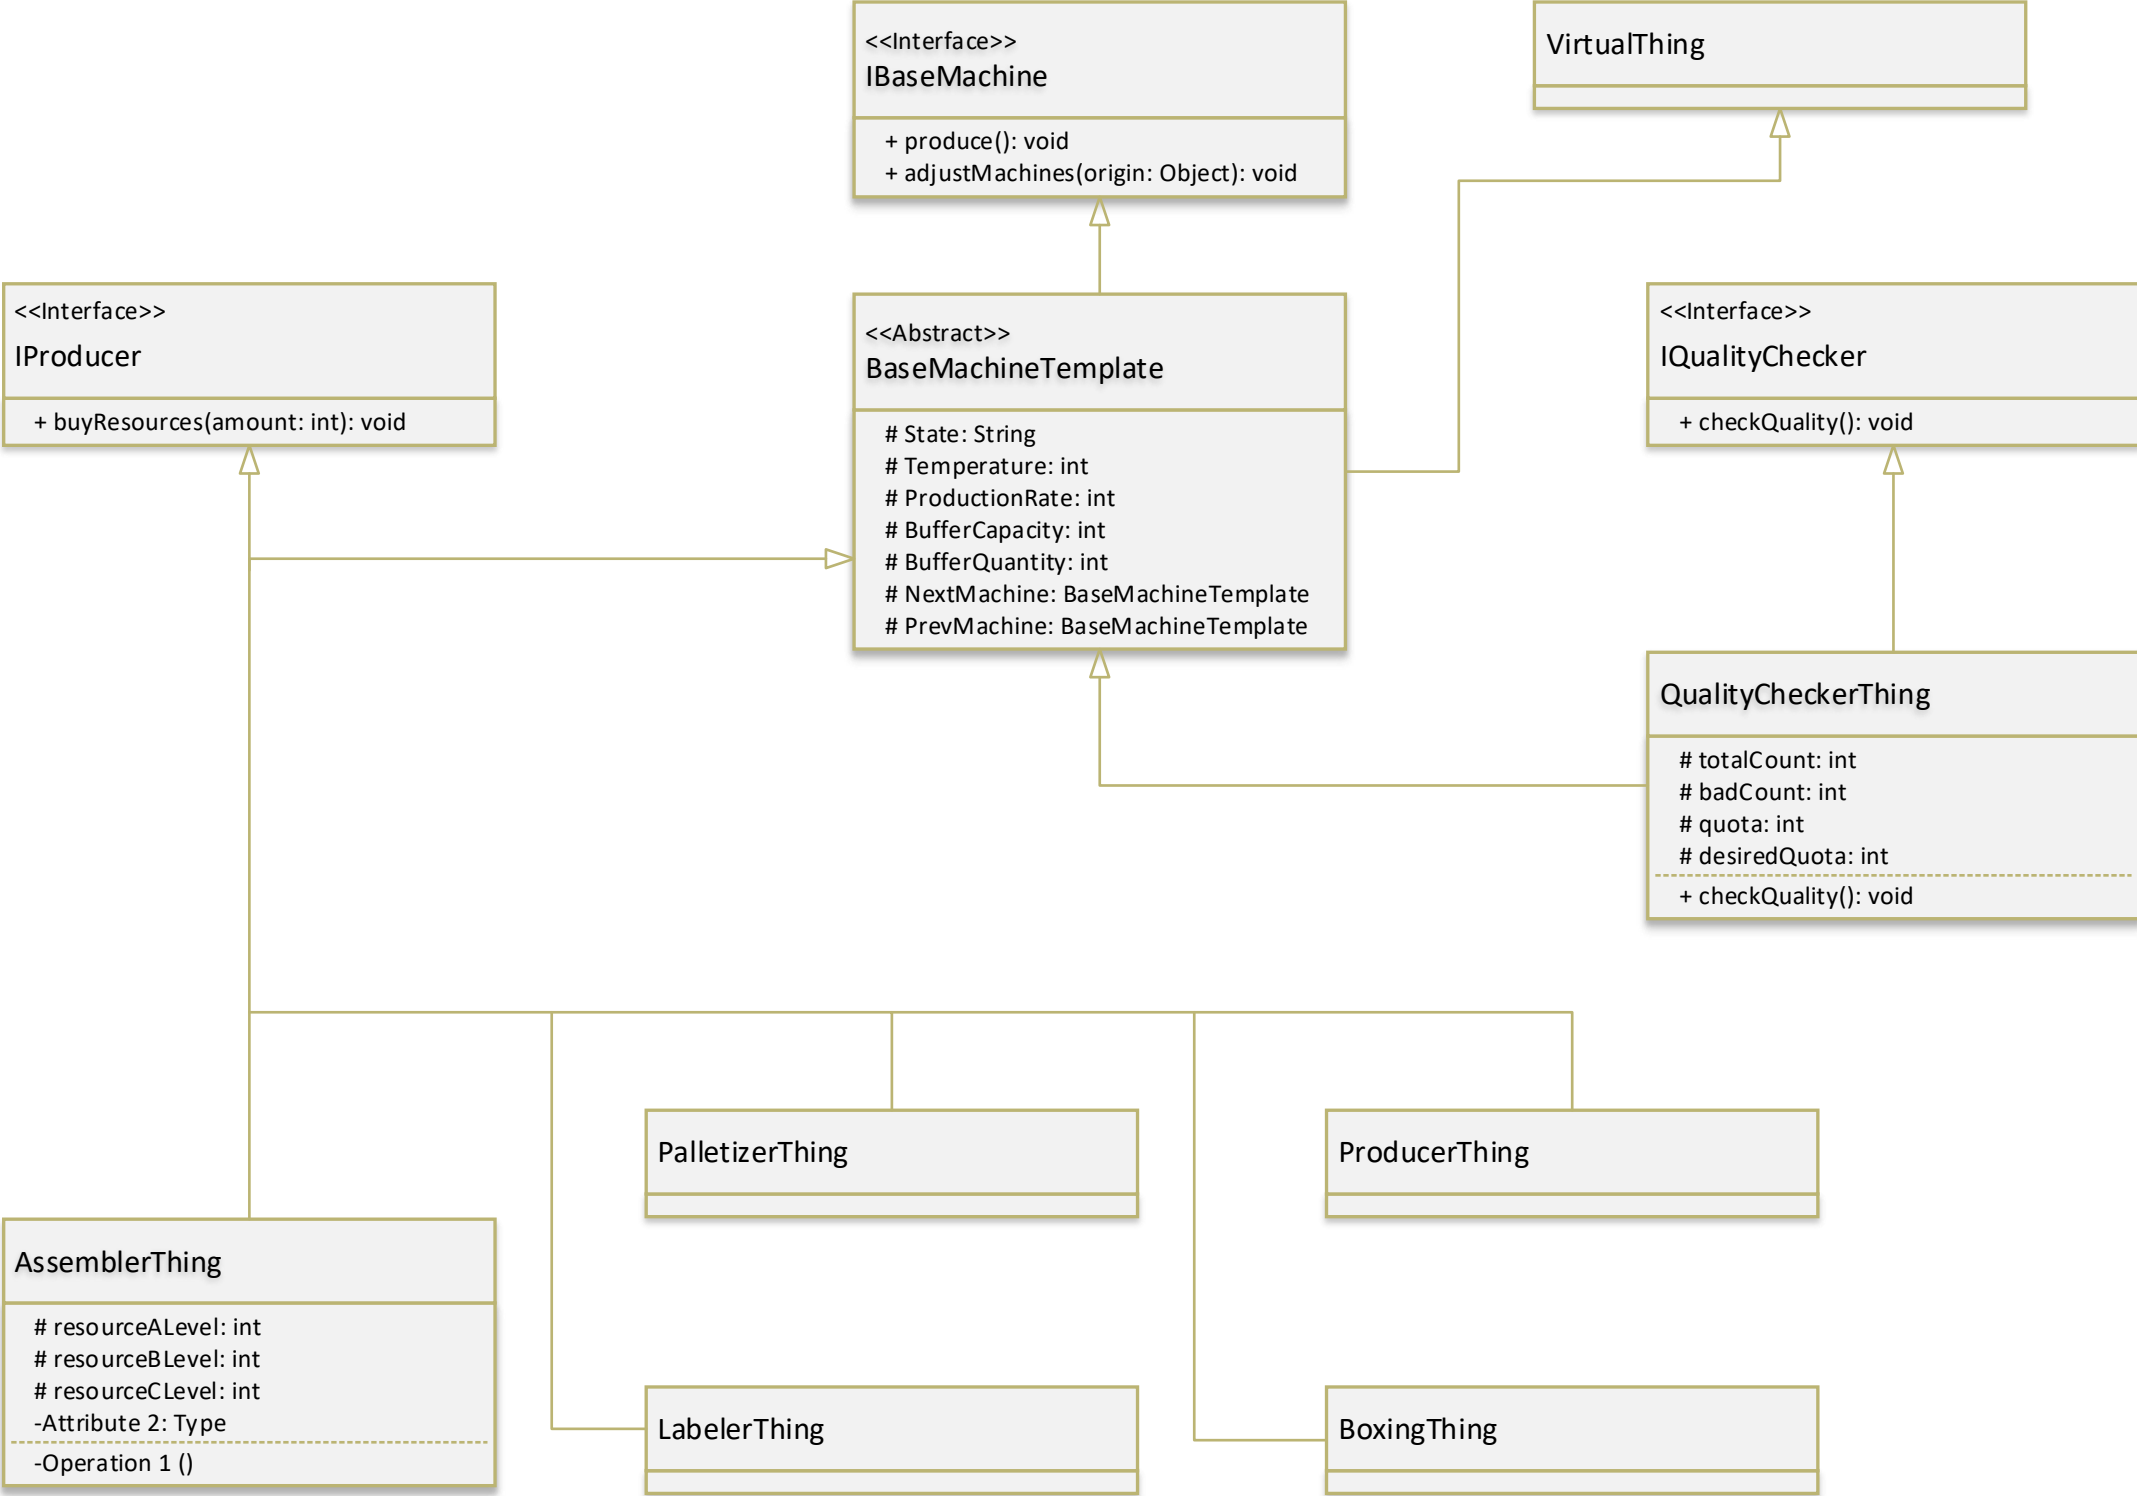 <<Interface>>
IBaseMachine
+ produce(): void
+ adjustMachines(origin: Object): void
VirtualThing
<<Interface>>
IProducer
+ buyResources(amount: int): void
<<Abstract>>
BaseMachineTemplate
# State: String
# Temperature: int
# ProductionRate: int
# BufferCapacity: int
# BufferQuantity: int
# NextMachine: BaseMachineTemplate
# PrevMachine: BaseMachineTemplate
<<Interface>>
IQualityChecker
+ checkQuality(): void
QualityCheckerThing
# totalCount: int
# badCount: int
# quota: int
# desiredQuota: int
+ checkQuality(): void
PalletizerThing
ProducerThing
AssemblerThing
# resourceALevel: int
# resourceBLevel: int
# resourceCLevel: int
-Attribute 2: Type
-Operation 1 ()
LabelerThing
BoxingThing